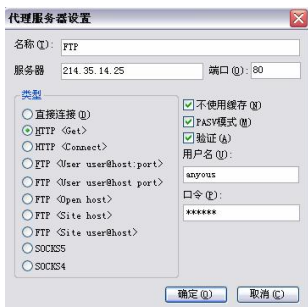 代理服务器设置
名称(T): FTP
服务器 214.35.14.25 端口(O): 80
类型
直接连接(D)
HTTP <Get>
HTTP <Connect>
FTP <User user@host:port>
FTP <User user@host port>
FTP <Open host>
FTP <Site host>
FTP <Site user@host>
SOCKS5
SOCKS4
不使用缓存(N)
PASV模式(M)
验证(A)
用户名(U):
anyous
口令(P):
******
确定(O) 取消(C)